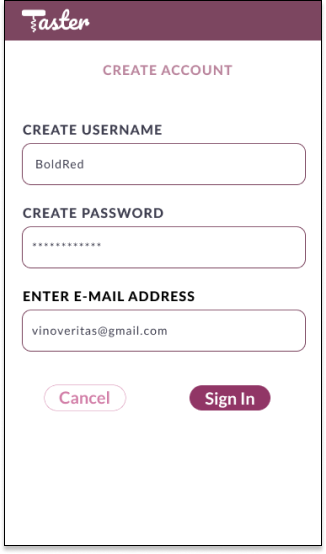 Taster
CREATE ACCOUNT
CREATE USERNAME
BoldRed
CREATE PASSWORD
************
ENTER E-MAIL ADDRESS
vinoveritas@gmail.com
Cancel
Sign In